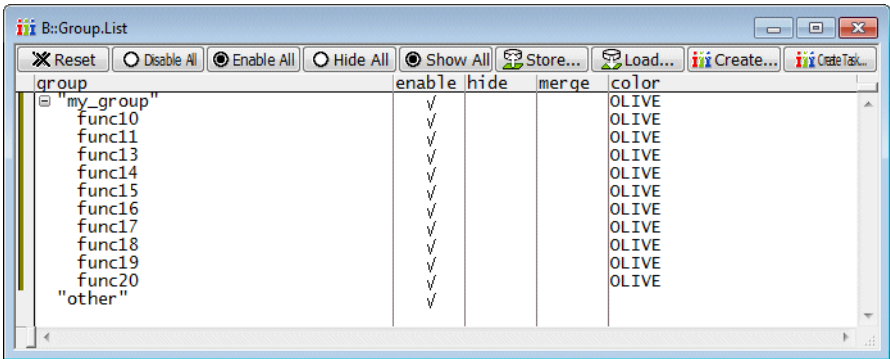 B::Group.List
Reset Disable All Enable All Hide All Show All Store... Load... Create... Create Task...
group enable hide merge color
"my_group" √ OLIVE
func10 √ OLIVE
func11 √ OLIVE
func13 √ OLIVE
func14 √ OLIVE
func15 √ OLIVE
func16 √ OLIVE
func17 √ OLIVE
func18 √ OLIVE
func19 √ OLIVE
func20 √ OLIVE
"other" √